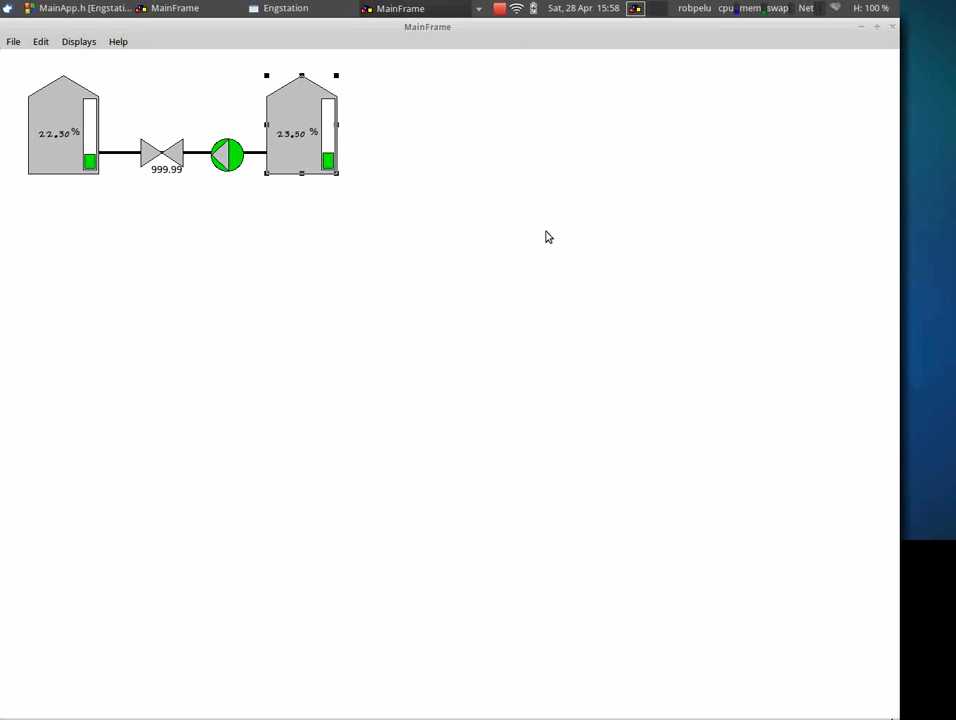 MainApp.h [Engstati... MainFrame Engstation MainFrame Sat, 28 Apr 15:58 robpelu cpu mem swap Net H: 100 %
MainFrame
File Edit Displays Help
22.30% 23.50 %
999.99